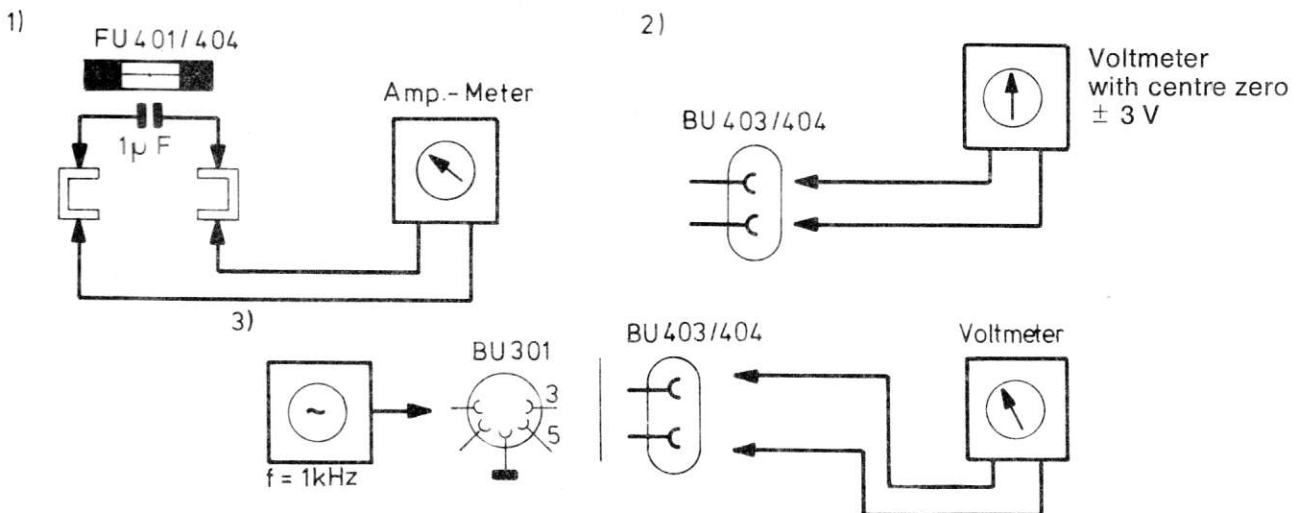 1)
FU 401/404
1µ F
Amp.-Meter
2)
BU 403/404
Voltmeter
with centre zero
± 3 V
3)
~
f = 1kHz
BU 301
3
5
BU 403/404
Voltmeter